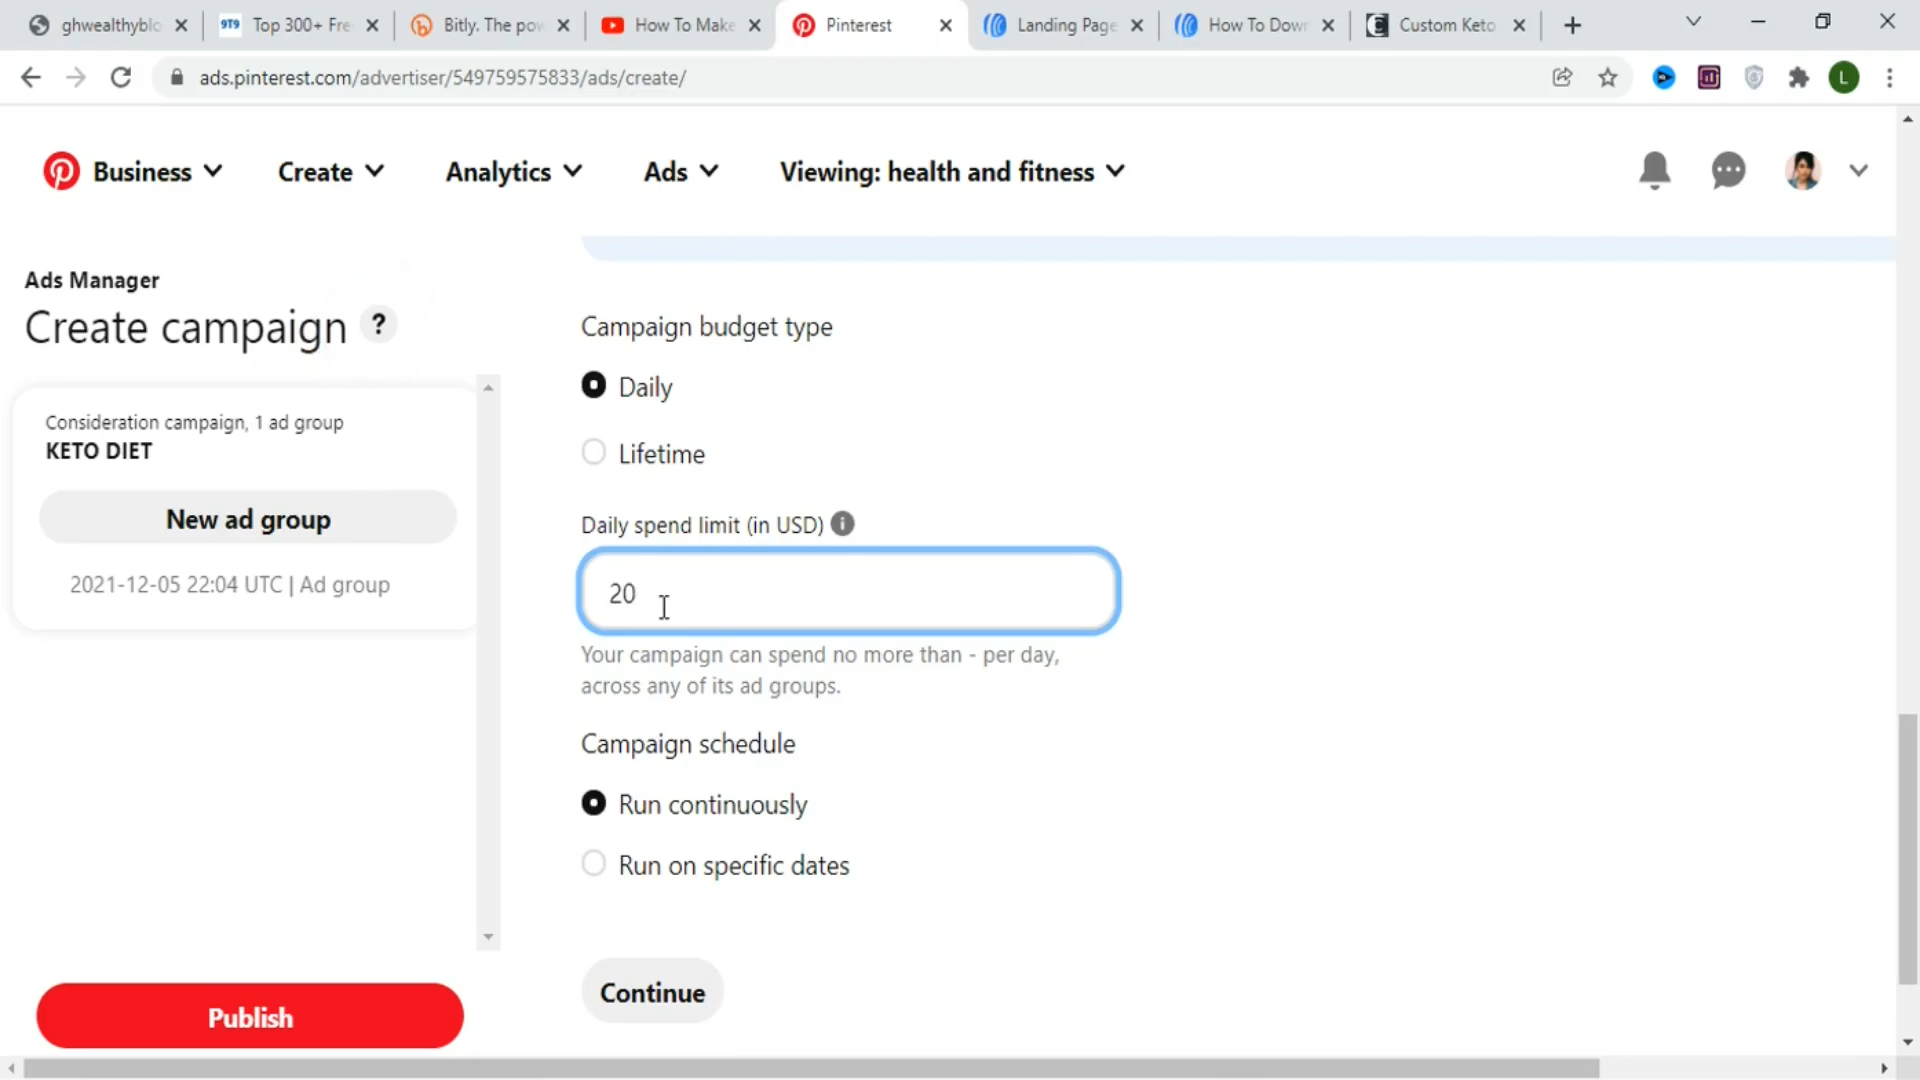 ghwealthyblo
9T9 Top 300+ Fre
Bitly. The pow
How To Make
Pinterest
Landing Page
How To Down
Custom Keto
ads.pinterest.com/advertiser/549759575833/ads/create/
L
Business
Create
Analytics
Ads
Viewing: health and fitness
Ads Manager
Create campaign ?
Consideration campaign, 1 ad group
KETO DIET
New ad group
2021-12-05 22:04 UTC | Ad group
Publish
Campaign budget type
Daily
Lifetime
Daily spend limit (in USD)
20
Your campaign can spend no more than - per day,
across any of its ad groups.
Campaign schedule
Run continuously
Run on specific dates
Continue